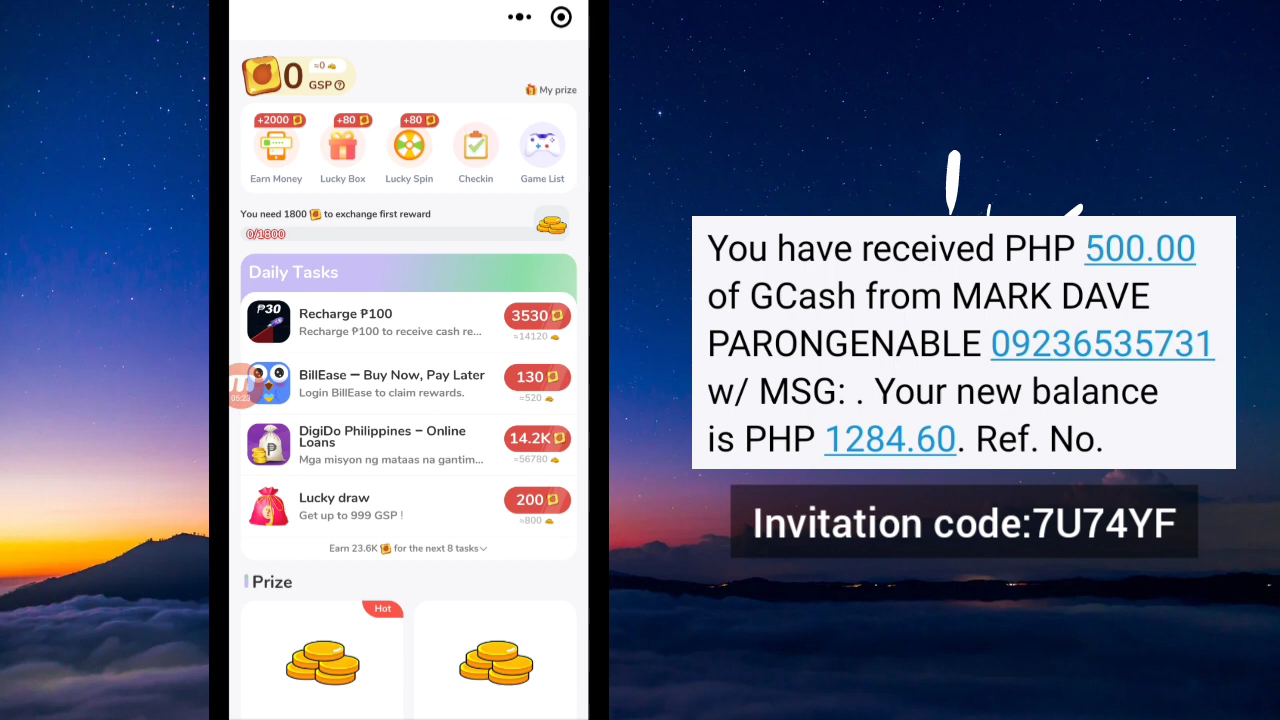 0
≈0
GSP
My prize
+2000
+80
+80
Earn Money
Lucky Box
Lucky Spin
Checkin
Game List
You need 1800 to exchange first reward
0/1800
Daily Tasks
₱30
Recharge ₱100
Recharge ₱100 to receive cash re...
3530
≈14120
05:23
BillEase – Buy Now, Pay Later
Login BillEase to claim rewards.
130
≈520
DigiDo Philippines – Online
Loans
Mga misyon ng mataas na gantim...
14.2K
≈56780
Lucky draw
Get up to 999 GSP !
200
≈800
Earn 23.6K for the next 8 tasks
Prize
Hot
You have received PHP 500.00
of GCash from MARK DAVE
PARONGENABLE 09236535731
w/ MSG: . Your new balance
is PHP 1284.60. Ref. No.
Invitation code:7U74YF